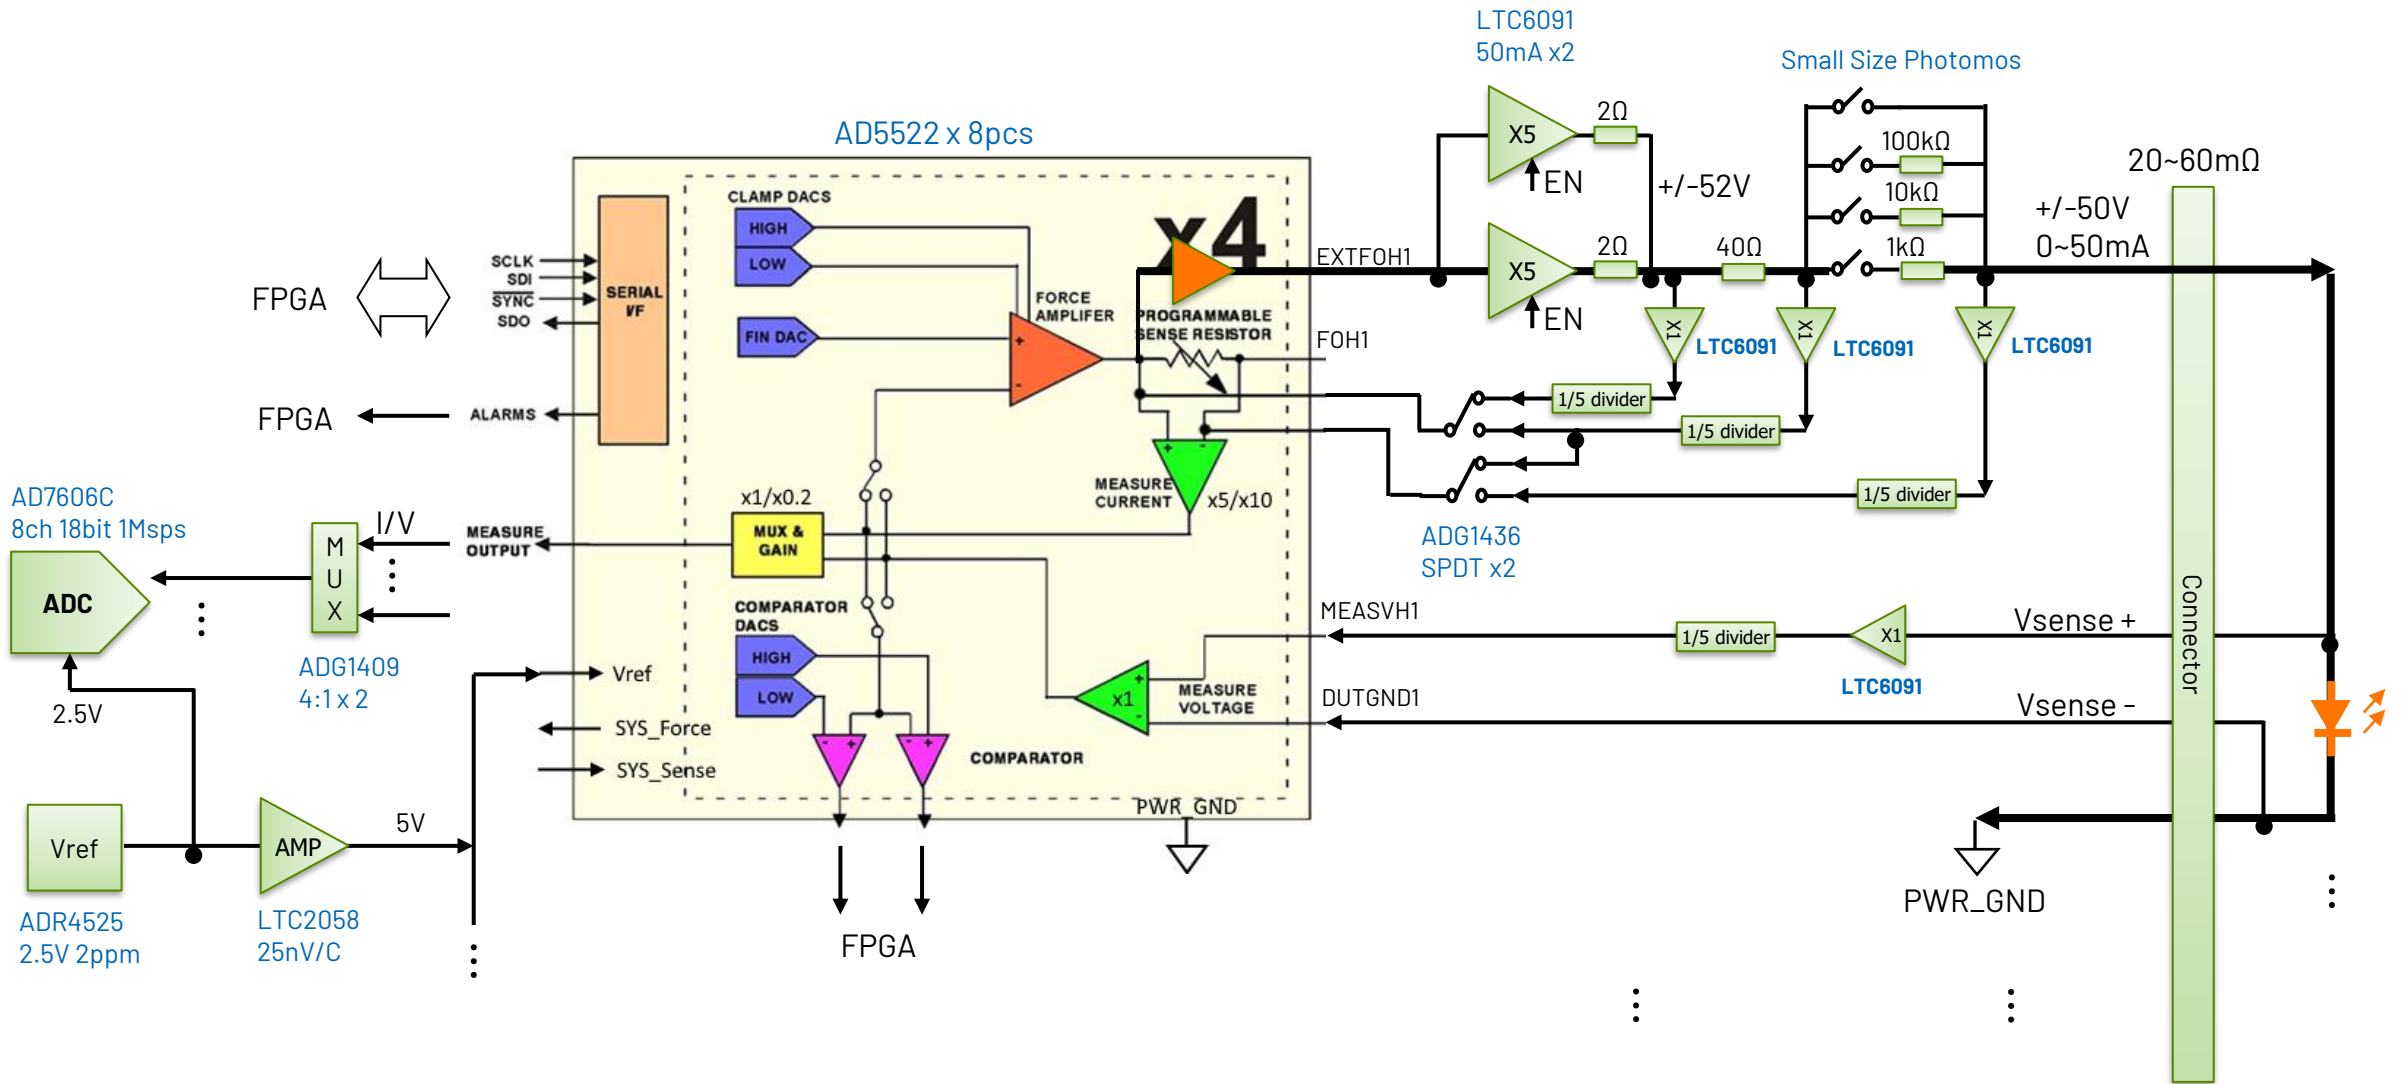 LTC6091
50mA x2
Small Size Photomos
AD5522 x 8pcs
X5
2Ω
EN
+/-52V
100kΩ
10kΩ
1kΩ
20~60mΩ
+/-50V
0~50mA
X5
2Ω
EN
40Ω
x4
EXTFOH1
FOH1
CLAMP DACS
HIGH
LOW
FIN DAC
FORCE
AMPLIFER
+
-
PROGRAMMABLE
SENSE RESISTOR
SCLK
SDI
SYNC
SDO
SERIAL
I/F
ALARMS
FPGA
FPGA
X1
LTC6091
X1
LTC6091
X1
LTC6091
1/5 divider
1/5 divider
1/5 divider
+ -
MEASURE
CURRENT
x5/x10
ADG1436
SPDT x2
x1/x0.2
MUX &
GAIN
MEASURE
OUTPUT
AD7606C
8ch 18bit 1Msps
ADC
I/V
M
U
X
ADG1409
4:1 x 2
2.5V
COMPARATOR
DACS
HIGH
LOW
- +
- +
COMPARATOR
x1
+
-
MEASURE
VOLTAGE
MEASVH1
DUTGND1
1/5 divider
X1
LTC6091
Vsense +
Vsense -
Connector
Vref
SYS_Force
SYS_Sense
PWR_GND
PWR_GND
Vref
ADR4525
2.5V 2ppm
AMP
5V
LTC2058
25nV/C
FPGA